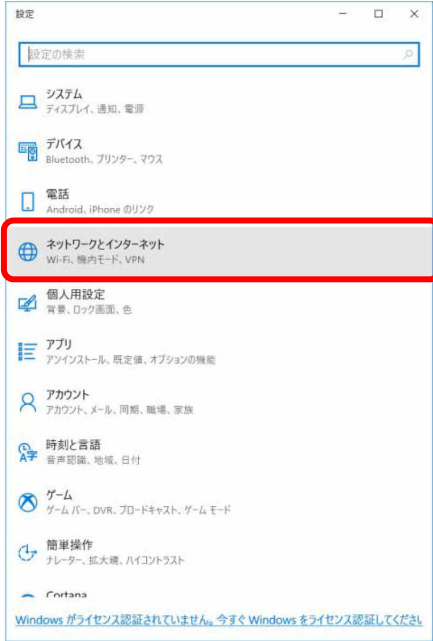 設定
設定の検索
システム
ディスプレイ、通知、電源
デバイス
Bluetooth、プリンター、マウス
電話
Android、iPhone のリンク
ネットワークとインターネット
Wi-Fi、機内モード、VPN
個人用設定
背景、ロック画面、色
アプリ
アンインストール、既定値、オプションの機能
アカウント
アカウント、メール、同期、職場、家族
時刻と言語
音声認識、地域、日付
ゲーム
ゲーム バー、DVR、ブロードキャスト、ゲーム モード
簡単操作
ナレーター、拡大鏡、ハイコントラスト
Cortana
Windows がライセンス認証されていません。今すぐ Windows をライセンス認証してくださ